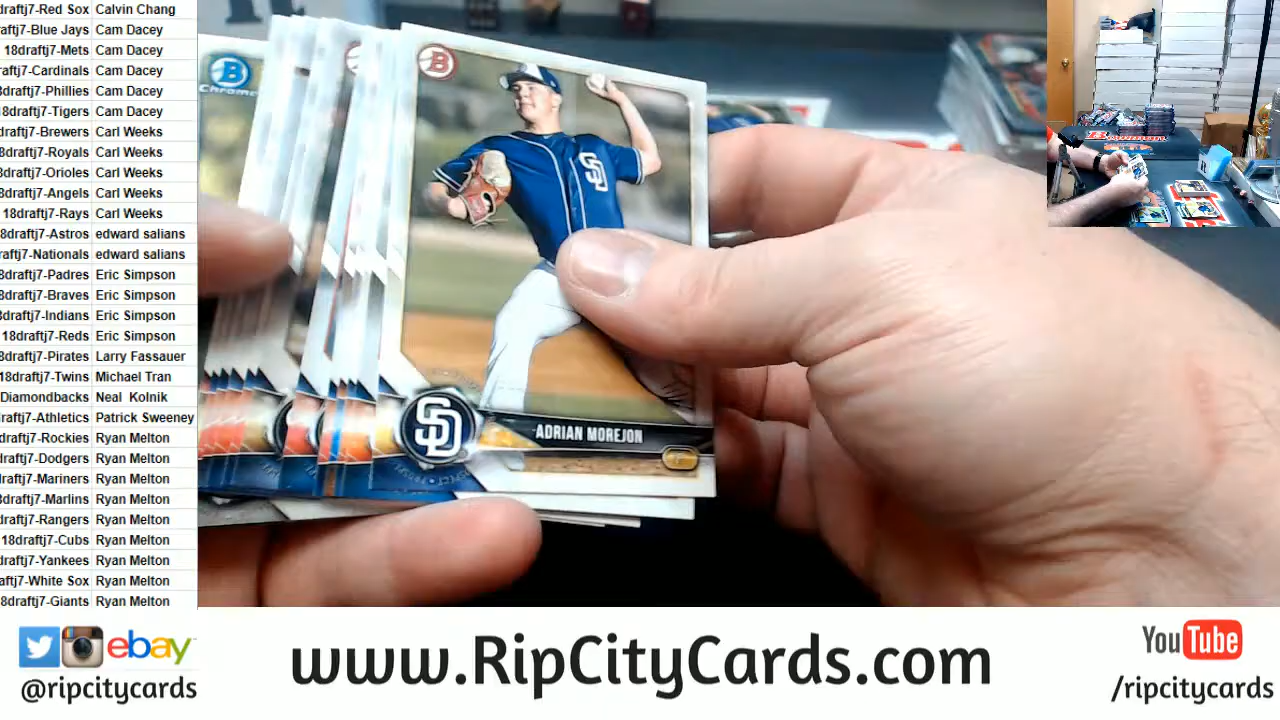 raftj7-Red Sox Calvin Chang
aftj7-Blue Jays Cam Dacey
18draftj7-Mets Cam Dacey
aftj7-Cardinals Cam Dacey
8draftj7-Phillies Cam Dacey
18draftj7-Tigers Cam Dacey
draftj7-Brewers Carl Weeks
8draftj7-Royals Carl Weeks
8draftj7-Orioles Carl Weeks
8draftj7-Angels Carl Weeks
18draftj7-Rays Carl Weeks
8draftj7-Astros edward salians
raftj7-Nationals edward salians
8draftj7-Padres Eric Simpson
8draftj7-Braves Eric Simpson
8draftj7-Indians Eric Simpson
18draftj7-Reds Eric Simpson
8draftj7-Pirates Larry Fassauer
18draftj7-Twins Michael Tran
Diamondbacks Neal Kolnik
raftj7-Athletics Patrick Sweeney
draftj7-Rockies Ryan Melton
draftj7-Dodgers Ryan Melton
raftj7-Mariners Ryan Melton
8draftj7-Marlins Ryan Melton
draftj7-Rangers Ryan Melton
18draftj7-Cubs Ryan Melton
draftj7-Yankees Ryan Melton
aftj7-White Sox Ryan Melton
8draftj7-Giants Ryan Melton
B
Chrome
B
SD
SD
ADRIAN MOREJON
P
ebay
@ripcitycards
www.RipCityCards.com
YouTube
/ripcitycards